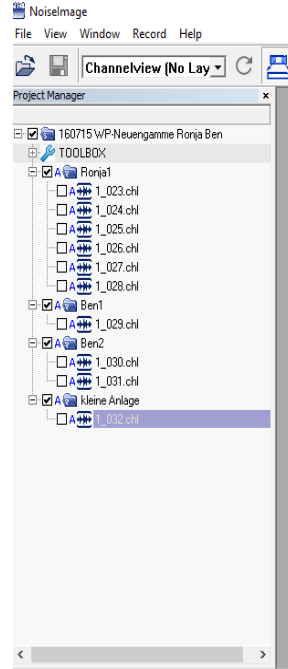 NoiseImage
File View Window Record Help
Channelview (No Lay
Project Manager x
160715 WP-Neuengamme Ronja Ben
TOOLBOX
A Ronja1
A 1_023.chl
A 1_024.chl
A 1_025.chl
A 1_026.chl
A 1_027.chl
A 1_028.chl
A Ben1
A 1_029.chl
A Ben2
A 1_030.chl
A 1_031.chl
A kleine Anlage
A 1_032.chl